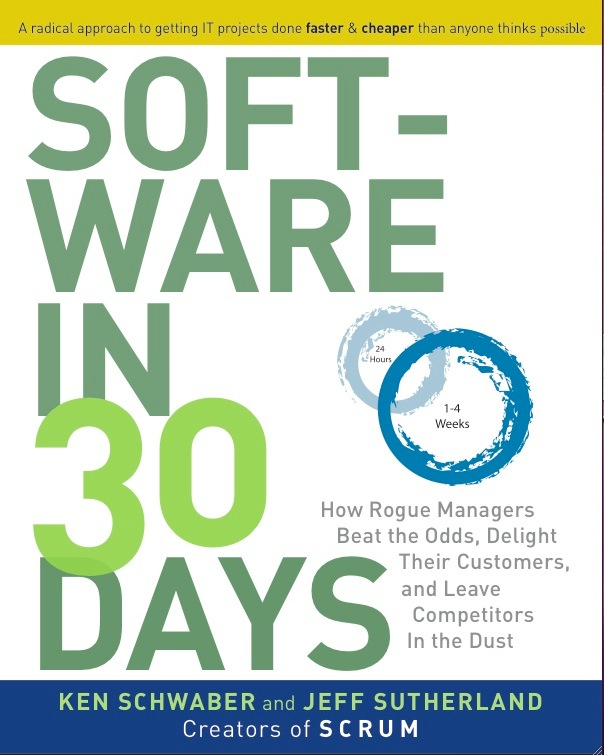 A radical approach to getting IT projects done faster & cheaper than anyone thinks possible
SOFT-
WARE
IN
30
DAYS
24
Hours
1-4
Weeks
How Rogue Managers
Beat the Odds, Delight
Their Customers,
and Leave
Competitors
In the Dust
KEN SCHWABER and JEFF SUTHERLAND
Creators of SCRUM